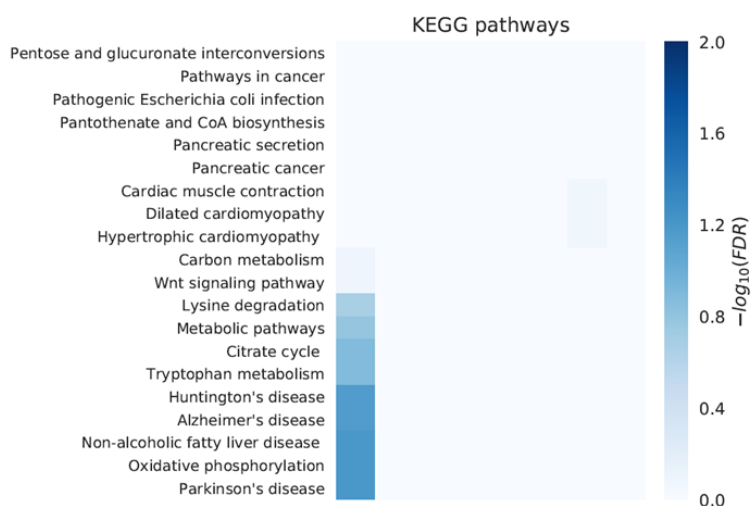 KEGG pathways
Pentose and glucuronate interconversions
Pathways in cancer
Pathogenic Escherichia coli infection
Pantothenate and CoA biosynthesis
Pancreatic secretion
Pancreatic cancer
Cardiac muscle contraction
Dilated cardiomyopathy
Hypertrophic cardiomyopathy
Carbon metabolism
Wnt signaling pathway
Lysine degradation
Metabolic pathways
Citrate cycle
Tryptophan metabolism
Huntington's disease
Alzheimer's disease
Non-alcoholic fatty liver disease
Oxidative phosphorylation
Parkinson's disease
2.0
1.6
1.2
0.8
0.4
0.0
−log₁₀(FDR)